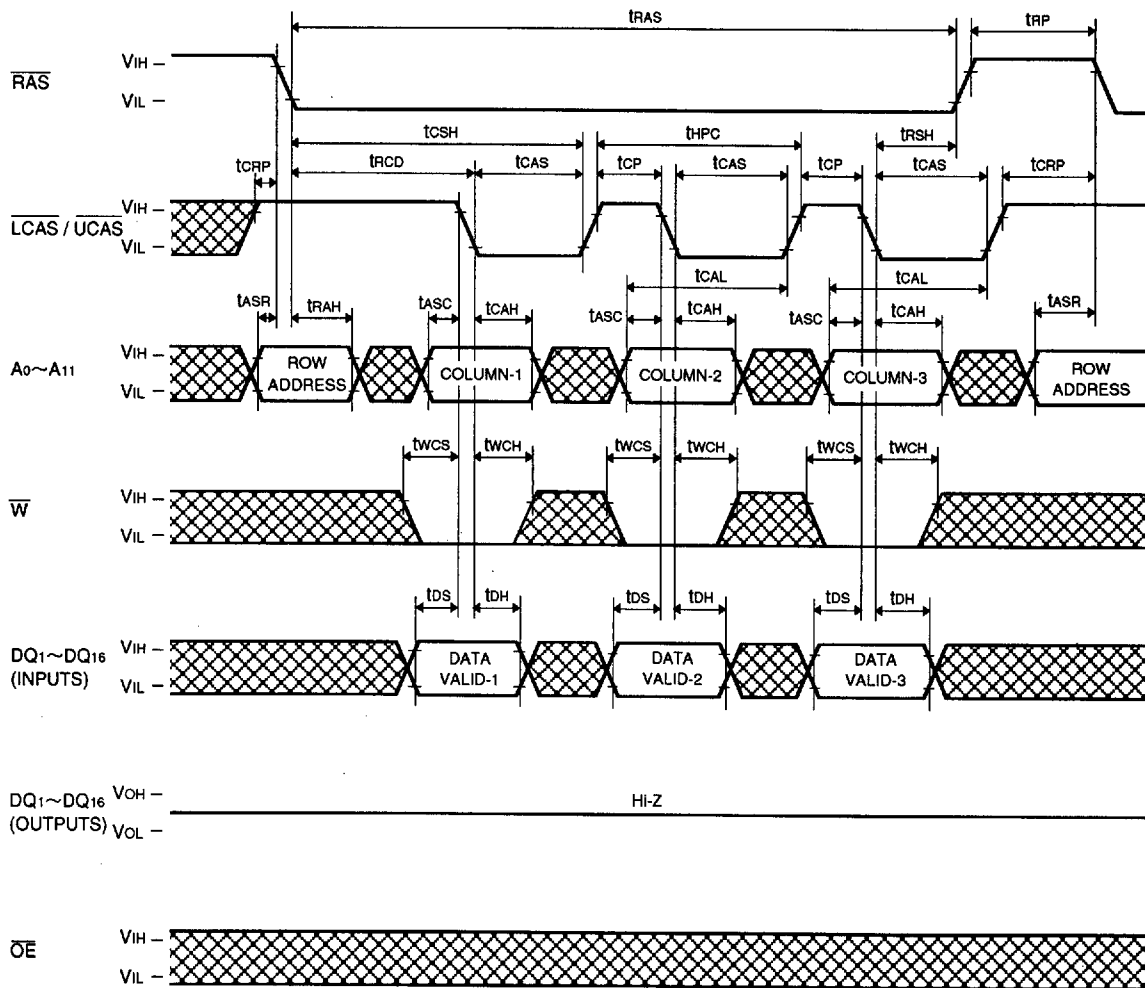 tRAS
tRP
RAS
VIH
VIL
tCSH
tHPC
tRSH
tCRP
tRCD
tCAS
tCP
tCAS
tCP
tCAS
tCRP
LCAS / UCAS
VIH
VIL
tCAL
tCAL
tASR
tRAH
tASC
tCAH
tASC
tCAH
tASC
tCAH
tASR
A0~A11
VIH
VIL
ROW
ADDRESS
COLUMN-1
COLUMN-2
COLUMN-3
ROW
ADDRESS
tWCS
tWCH
tWCS
tWCH
tWCS
tWCH
W
VIH
VIL
tDS
tDH
tDS
tDH
tDS
tDH
DQ1~DQ16
(INPUTS)
VIH
VIL
DATA
VALID-1
DATA
VALID-2
DATA
VALID-3
DQ1~DQ16
(OUTPUTS)
VOH
VOL
Hi-Z
OE
VIH
VIL